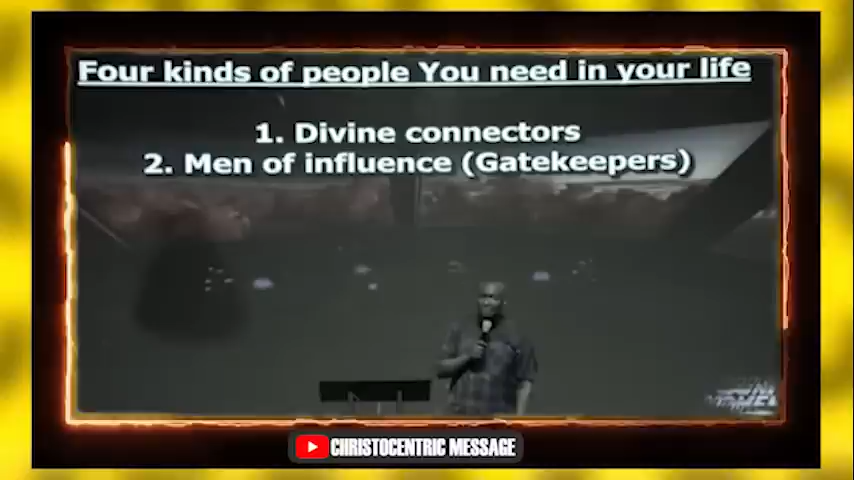 Four kinds of people You need in your life
1. Divine connectors
2. Men of influence (Gatekeepers)
CHRISTOCENTRIC MESSAGE